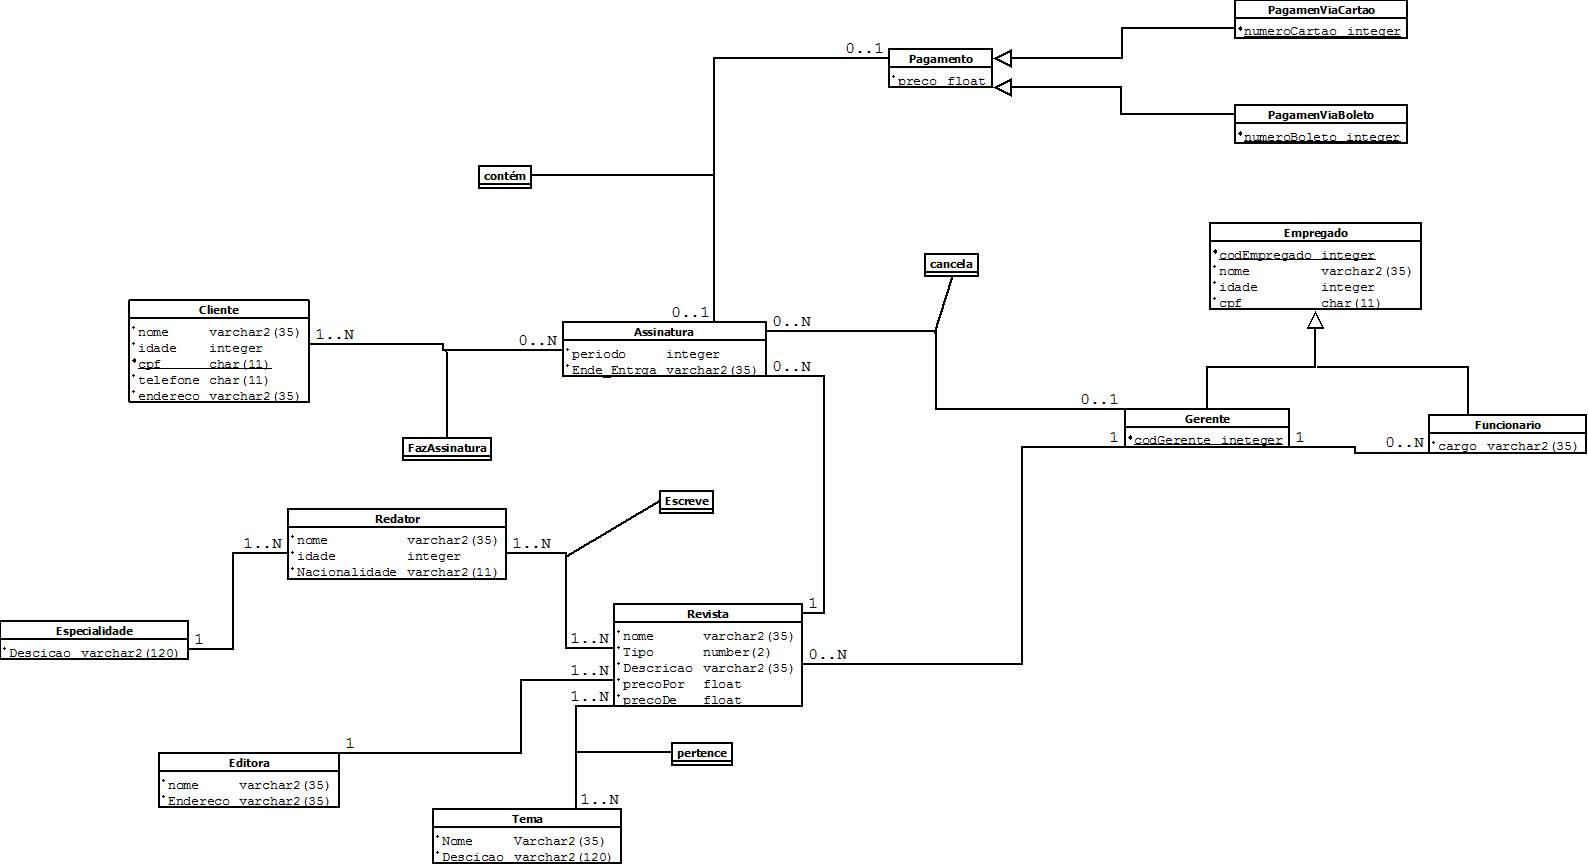 PagamenViaCartao
numeroCartao integer
0..1
Pagamento
preco float
PagamenViaBoleto
numeroBoleto integer
contém
Empregado
codEmpregado integer
nome varchar2(35)
idade integer
cpf char(11)
cancela
Cliente
nome varchar2(35)
idade integer
cpf char(11)
telefone char(11)
endereco varchar2(35)
1..N
0..N
0..1
Assinatura
periodo integer
Ende_Entrga varchar2(35)
0..N
0..N
FazAssinatura
0..1
1
Gerente
codGerente ineteger
1
0..N
Funcionario
cargo varchar2(35)
Escreve
Redator
nome varchar2(35)
idade integer
Nacionalidade varchar2(11)
1..N
1..N
Especialidade
Descicao varchar2(120)
1
Revista
nome varchar2(35)
Tipo number(2)
Descricao varchar2(35)
precoPor float
precoDe float
1
0..N
1..N
1..N
1..N
1
Editora
nome varchar2(35)
Endereco varchar2(35)
pertence
1..N
Tema
Nome Varchar2(35)
Descicao varchar2(120)